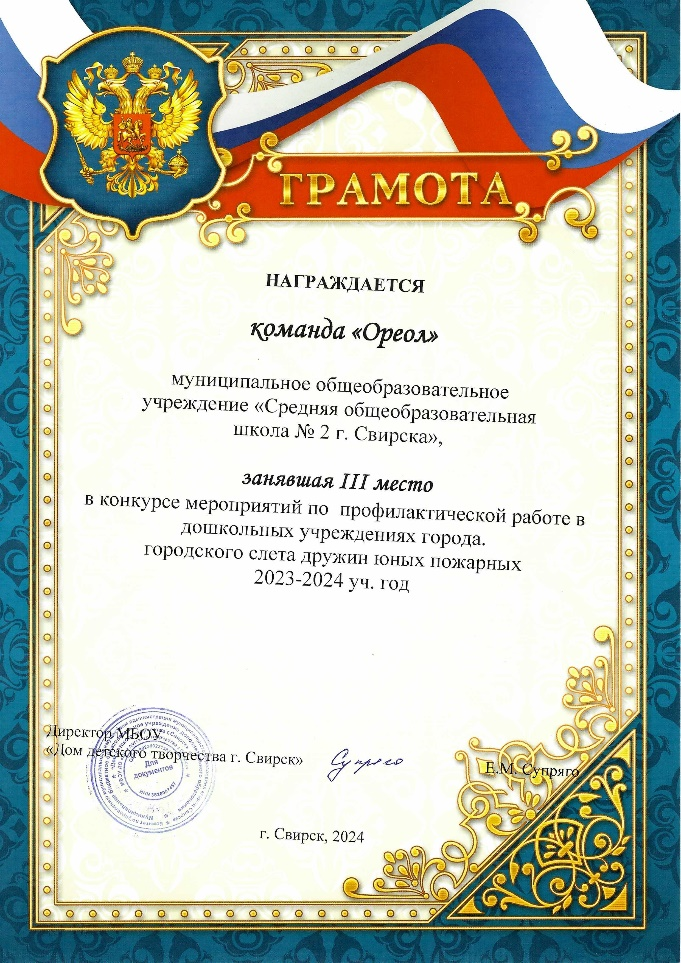 ГРАМОТА
НАГРАЖДАЕТСЯ
команда «Ореол»
муниципальное общеобразовательное
учреждение «Средняя общеобразовательная
школа № 2 г. Свирска»,
занявшая III место
в конкурсе мероприятий по профилактической работе в
дошкольных учреждениях города.
городского слета дружин юных пожарных
2023-2024 уч. год
Директор МБОУ
«Дом детского творчества г. Свирск»
Супряго
Е.М. Супряго
Для
документов
г. Свирск, 2024